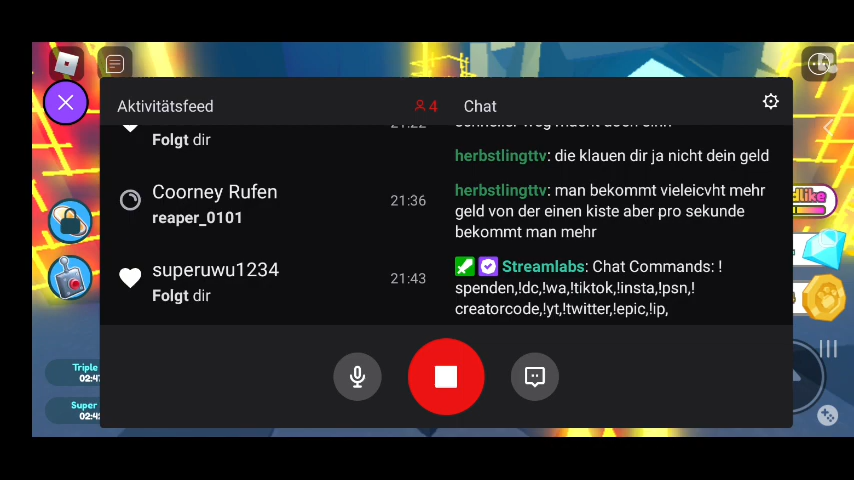 Aktivitätsfeed
4
Chat
Folgt dir
Coorney Rufen
21:36
reaper_0101
superuwu1234
21:43
Folgt dir
herbstlingttv: die klauen dir ja nicht dein geld
herbstlingttv: man bekommt vieleicvht mehr
geld von der einen kiste aber pro sekunde
bekommt man mehr
Streamlabs: Chat Commands: !
spenden,!dc,!wa,!tiktok,!insta,!psn,!
creatorcode,!yt,!twitter,!epic,!ip,
Triple
Super